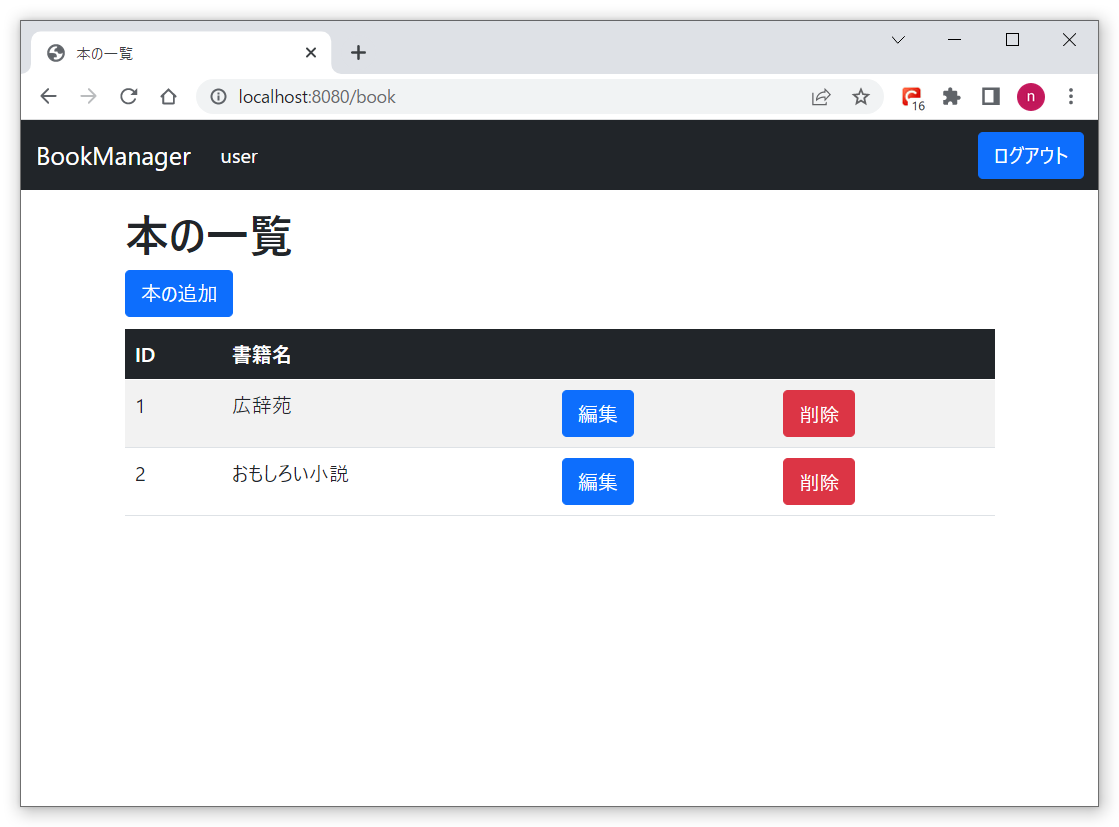 本の一覧
localhost:8080/book
16
n
BookManager user ログアウト
本の一覧
本の追加
ID 書籍名
1 広辞苑 編集 削除
2 おもしろい小説 編集 削除